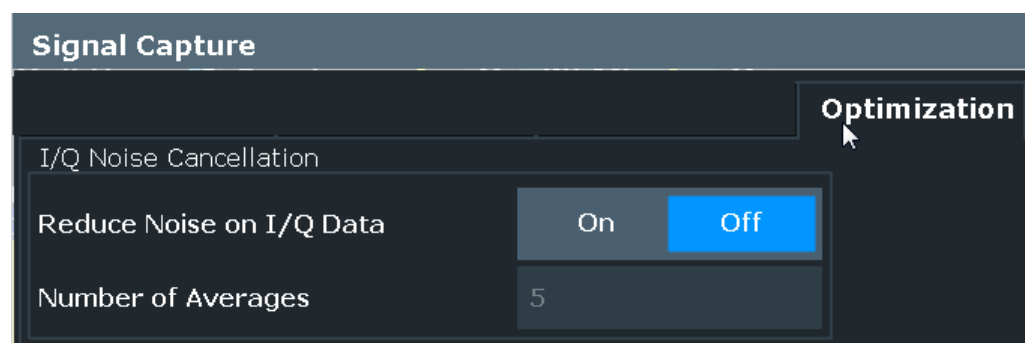 Signal Capture
Optimization
I/Q Noise Cancellation
Reduce Noise on I/Q Data On Off
Number of Averages 5